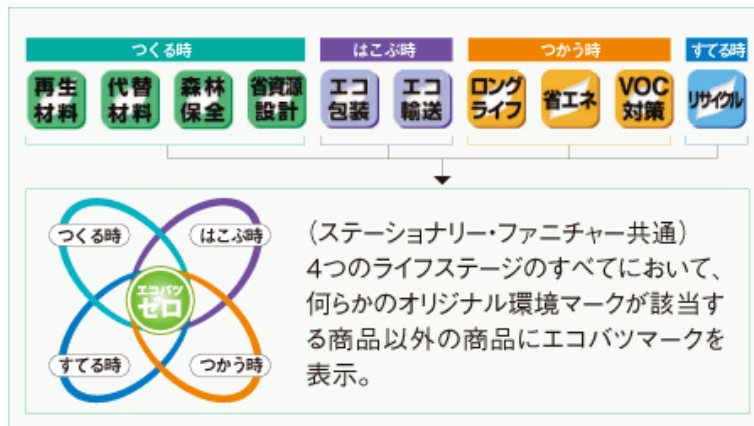 つくる時 はこぶ時 つかう時 すてる時
再生材料 代替材料 森林保全 省資源設計 エコ包装 エコ輸送 ロングライフ 省エネ VOC対策 リサイクル
つくる時 はこぶ時
エコバツ
ゼロ
すてる時 つかう時
(ステーショナリー・ファニチャー共通)
4つのライフステージのすべてにおいて、
何らかのオリジナル環境マークが該当す
る商品以外の商品にエコバツマークを
表示。